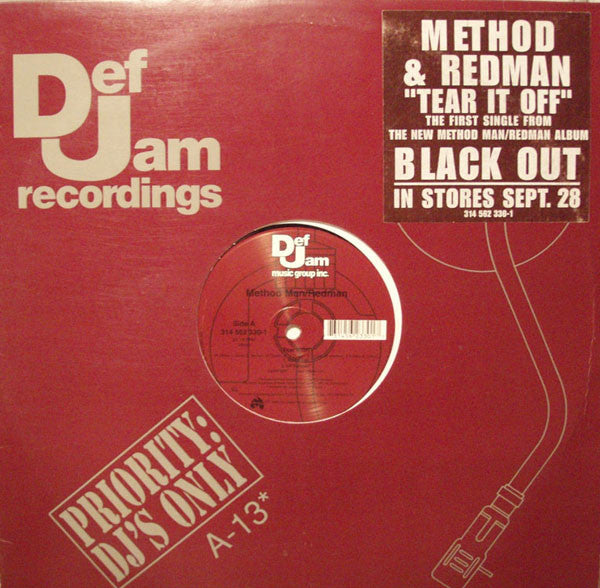 Def
Jam
recordings
METHOD
& REDMAN
"TEAR IT OFF"
THE FIRST SINGLE FROM
THE NEW METHOD MAN/REDMAN ALBUM
BLACK OUT
IN STORES SEPT. 28
314 562 330-1
Def
Jam
music group inc.
Method Man/Redman
Side A
314 562 330-1
PRIORITY:
DJ'S ONLY
A-13*